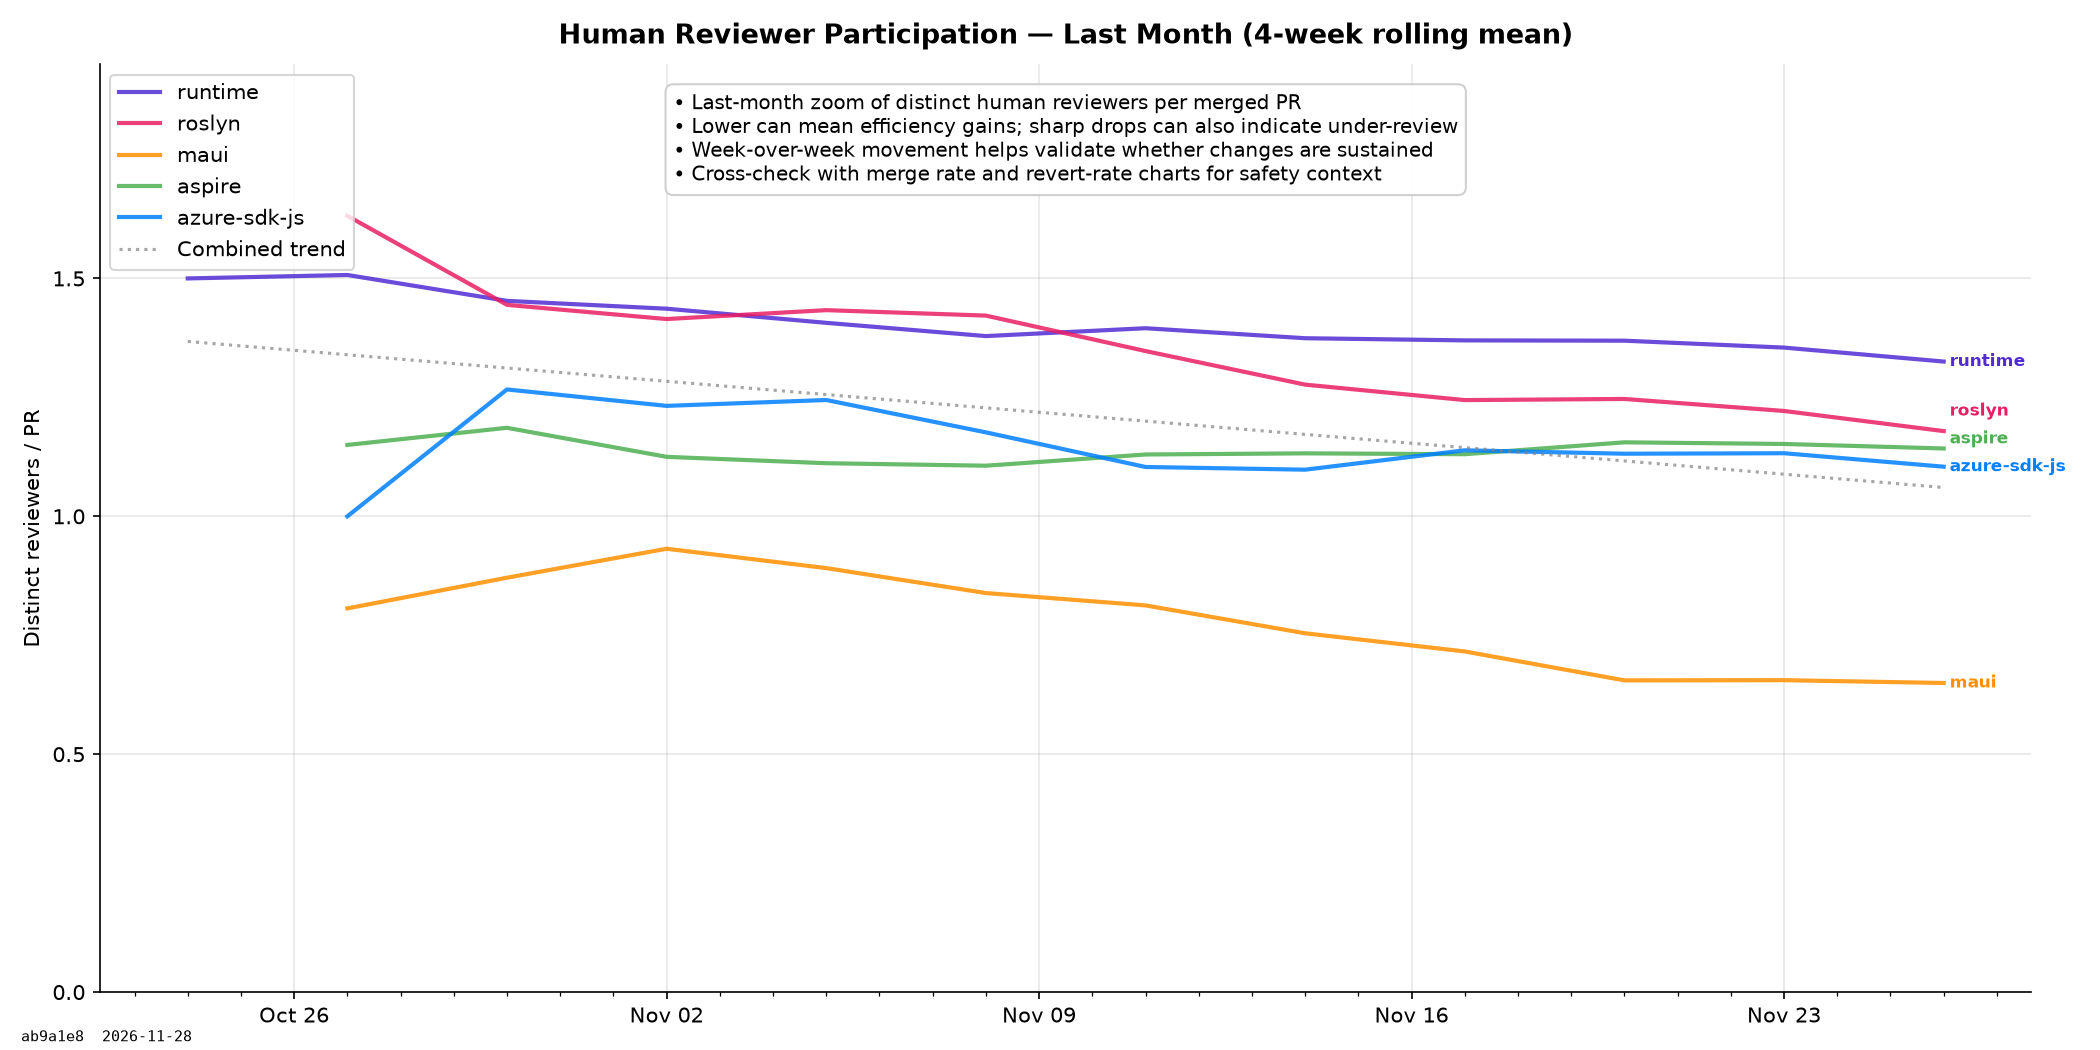 Human Reviewer Participation — Last Month (4-week rolling mean)
runtime
roslyn
maui
aspire
azure-sdk-js
Combined trend
• Last-month zoom of distinct human reviewers per merged PR
• Lower can mean efficiency gains; sharp drops can also indicate under-review
• Week-over-week movement helps validate whether changes are sustained
• Cross-check with merge rate and revert-rate charts for safety context
Distinct reviewers / PR
1.5
1.0
0.5
0.0
runtime
roslyn
aspire
azure-sdk-js
maui
Oct 26
Nov 02
Nov 09
Nov 16
Nov 23
ab9a1e8  2026-11-28